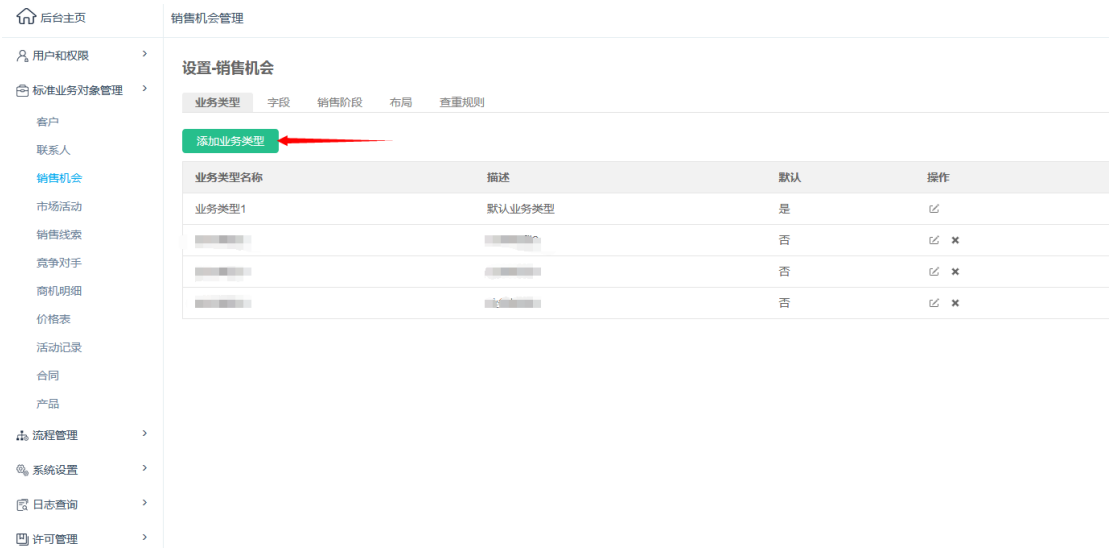 后台主页
销售机会管理
用户和权限
标准业务对象管理
客户
联系人
销售机会
市场活动
销售线索
竞争对手
商机明细
价格表
活动记录
合同
产品
流程管理
系统设置
日志查询
许可管理
设置-销售机会
业务类型 字段 销售阶段 布局 查重规则
添加业务类型
业务类型名称 描述 默认 操作
业务类型1 默认业务类型 是
否
否
否